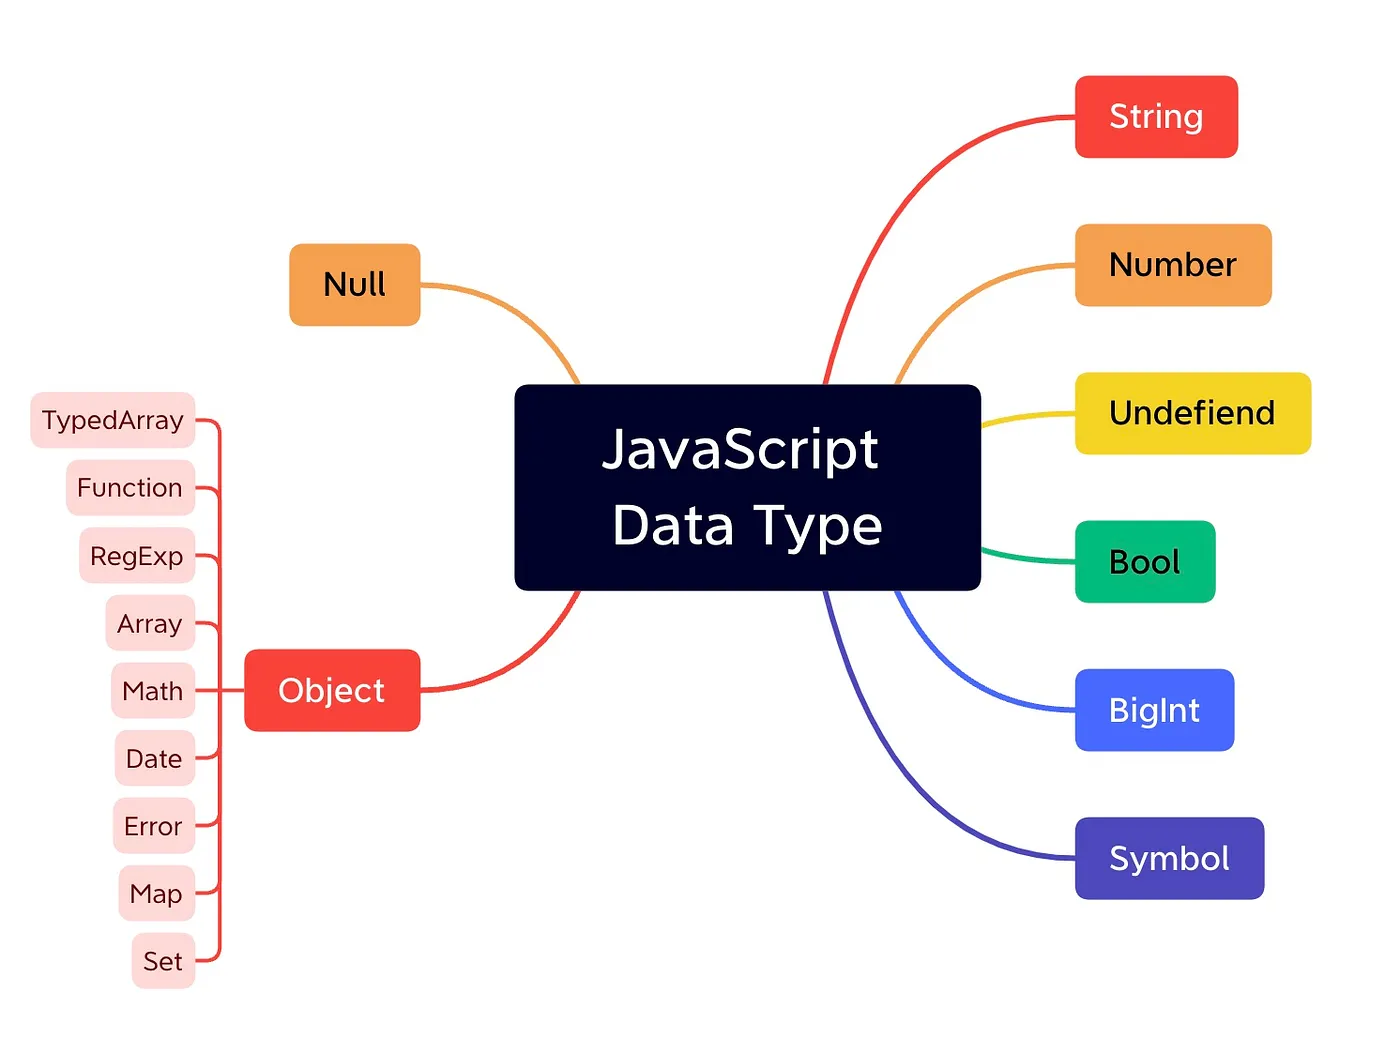 JavaScript
Data Type
String
Number
Undefiend
Bool
BigInt
Symbol
Null
Object
TypedArray
Function
RegExp
Array
Math
Date
Error
Map
Set